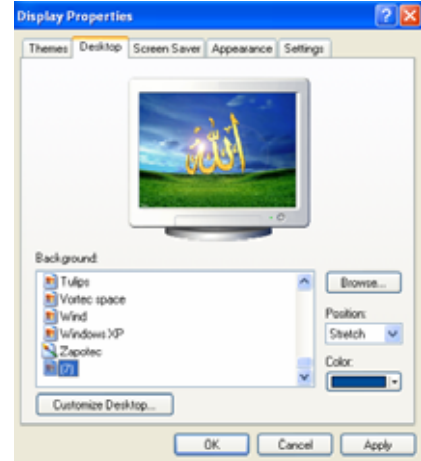 Display Properties
Themes Desktop Screen Saver Appearance Settings
الله
Background:
Tulips
Vortec space
Wind
Windows XP
Zapotec
(7)
Browse...
Position:
Stretch
Color:
Customize Desktop...
OK Cancel Apply